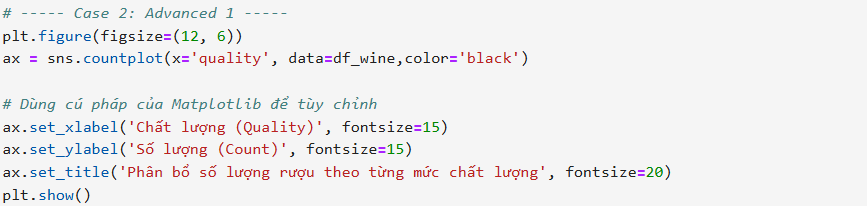 # ----- Case 2: Advanced 1 -----
plt.figure(figsize=(12, 6))
ax = sns.countplot(x='quality', data=df_wine,color='black')
# Dùng cú pháp của Matplotlib để tùy chỉnh
ax.set_xlabel('Chất lượng (Quality)', fontsize=15)
ax.set_ylabel('Số lượng (Count)', fontsize=15)
ax.set_title('Phân bổ số lượng rượu theo từng mức chất lượng', fontsize=20)
plt.show()